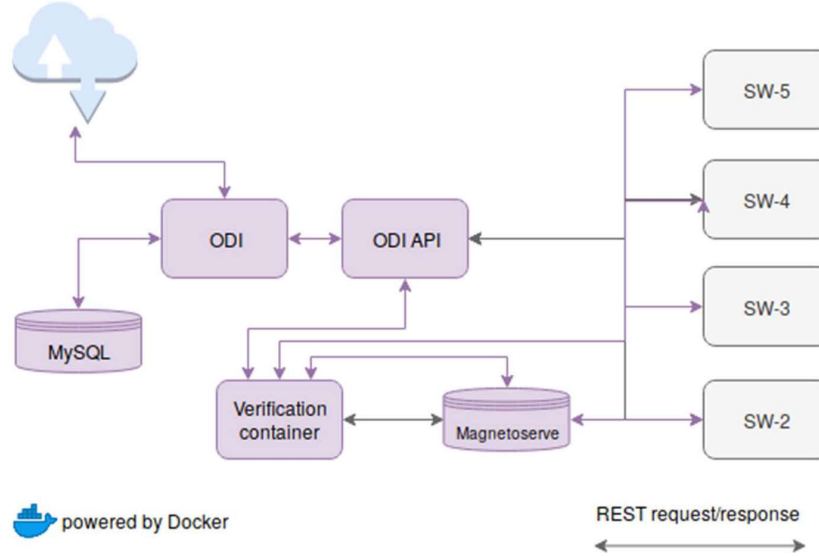 SW-5
SW-4
ODI
ODI API
SW-3
MySQL
Verification
container
Magnetoserve
SW-2
powered by Docker
REST request/response